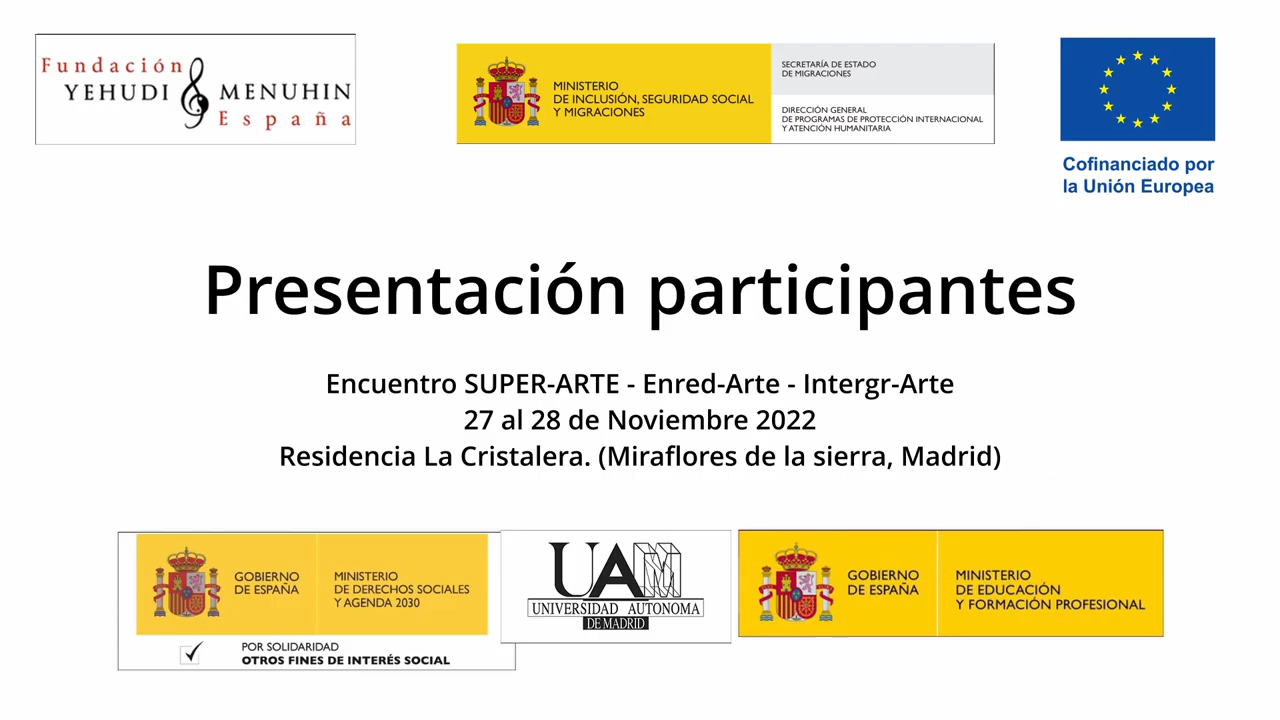 Fundación
YEHUDI MENUHIN
España
MINISTERIO
DE INCLUSIÓN, SEGURIDAD SOCIAL
Y MIGRACIONES
SECRETARÍA DE ESTADO
DE MIGRACIONES
DIRECCIÓN GENERAL
DE PROGRAMAS DE PROTECCIÓN INTERNACIONAL
Y ATENCIÓN HUMANITARIA
Cofinanciado por
la Unión Europea
Presentación participantes
Encuentro SUPER-ARTE - Enred-Arte - Intergr-Arte
27 al 28 de Noviembre 2022
Residencia La Cristalera. (Miraflores de la sierra, Madrid)
GOBIERNO
DE ESPAÑA
MINISTERIO
DE DERECHOS SOCIALES
Y AGENDA 2030
POR SOLIDARIDAD
OTROS FINES DE INTERÉS SOCIAL
UAM
UNIVERSIDAD AUTONOMA
DE MADRID
GOBIERNO
DE ESPAÑA
MINISTERIO
DE EDUCACIÓN
Y FORMACIÓN PROFESIONAL